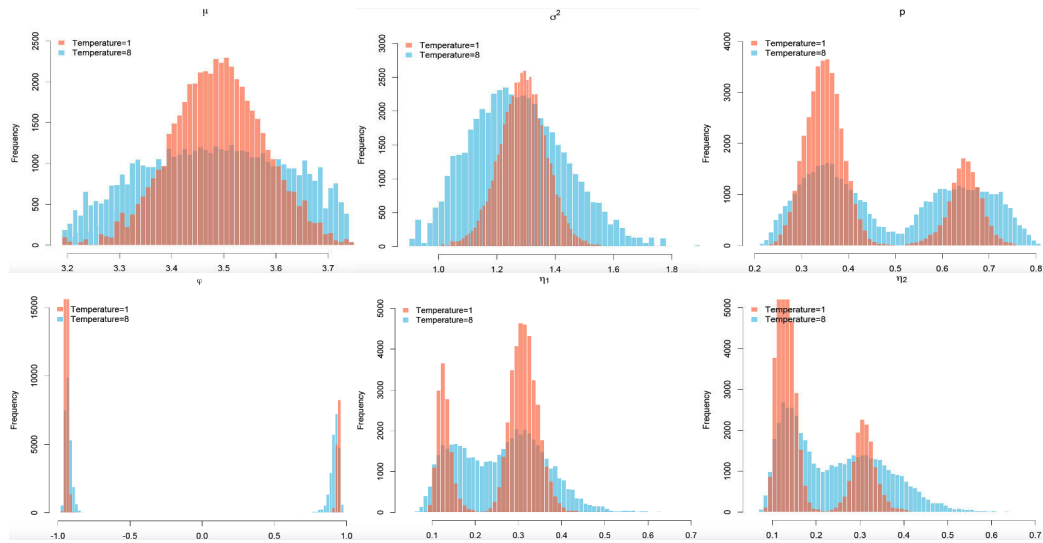 μ
Temperature=1
Temperature=8
Frequency
0 500 1000 1500 2000 2500
3.2 3.3 3.4 3.5 3.6 3.7
σ²
Temperature=1
Temperature=8
Frequency
0 500 1000 1500 2000 2500 3000
1.0 1.2 1.4 1.6 1.8
p
Temperature=1
Temperature=8
Frequency
0 1000 2000 3000 4000
0.2 0.3 0.4 0.5 0.6 0.7 0.8
φ
Temperature=1
Temperature=8
Frequency
0 5000 10000 15000
-1.0 -0.5 0.0 0.5 1.0
η1
Temperature=1
Temperature=8
Frequency
0 1000 2000 3000 4000 5000
0.1 0.2 0.3 0.4 0.5 0.6 0.7
η2
Temperature=1
Temperature=8
Frequency
0 1000 2000 3000 4000 5000
0.1 0.2 0.3 0.4 0.5 0.6 0.7